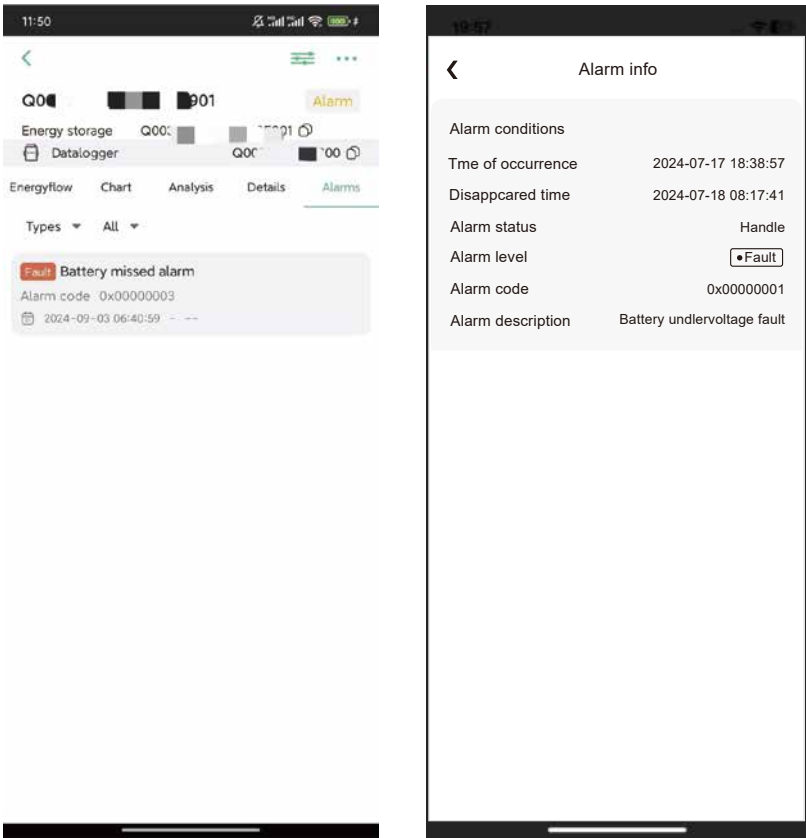 11:50
901
Alarm
Energy storage
Datalogger
Energyflow Chart Analysis Details Alarms
Types All
Fault Battery missed alarm
Alarm code 0x00000003
2024-09-03 06:40:59 - --
19:57
Alarm info
Alarm conditions
Tme of occurrence 2024-07-17 18:38:57
Disappcared time 2024-07-18 08:17:41
Alarm status Handle
Alarm level •Fault
Alarm code 0x00000001
Alarm description Battery undlervoltage fault